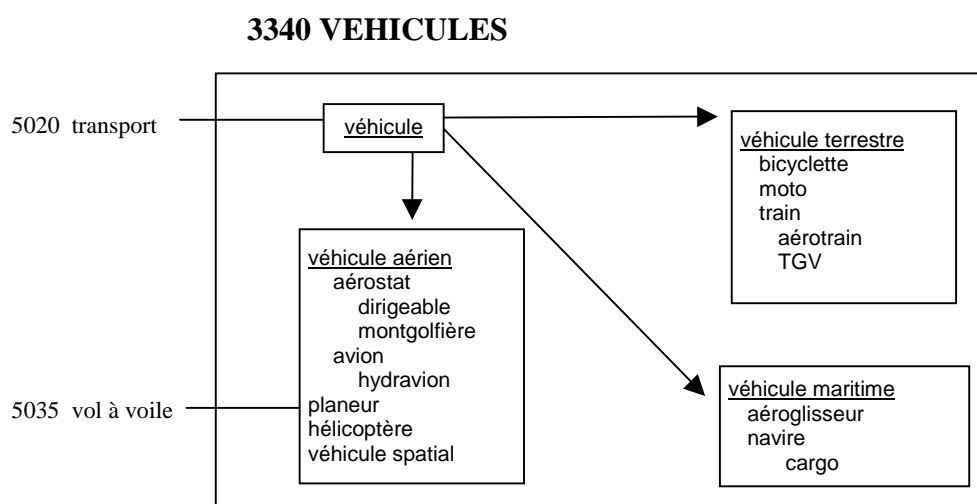 3340 VEHICULES
5020 transport
véhicule
véhicule terrestre
bicyclette
moto
train
aérotrain
TGV
véhicule aérien
aérostat
dirigeable
montgolfière
avion
hydravion
5035 vol à voile
planeur
hélicoptère
véhicule spatial
véhicule maritime
aéroglisseur
navire
cargo